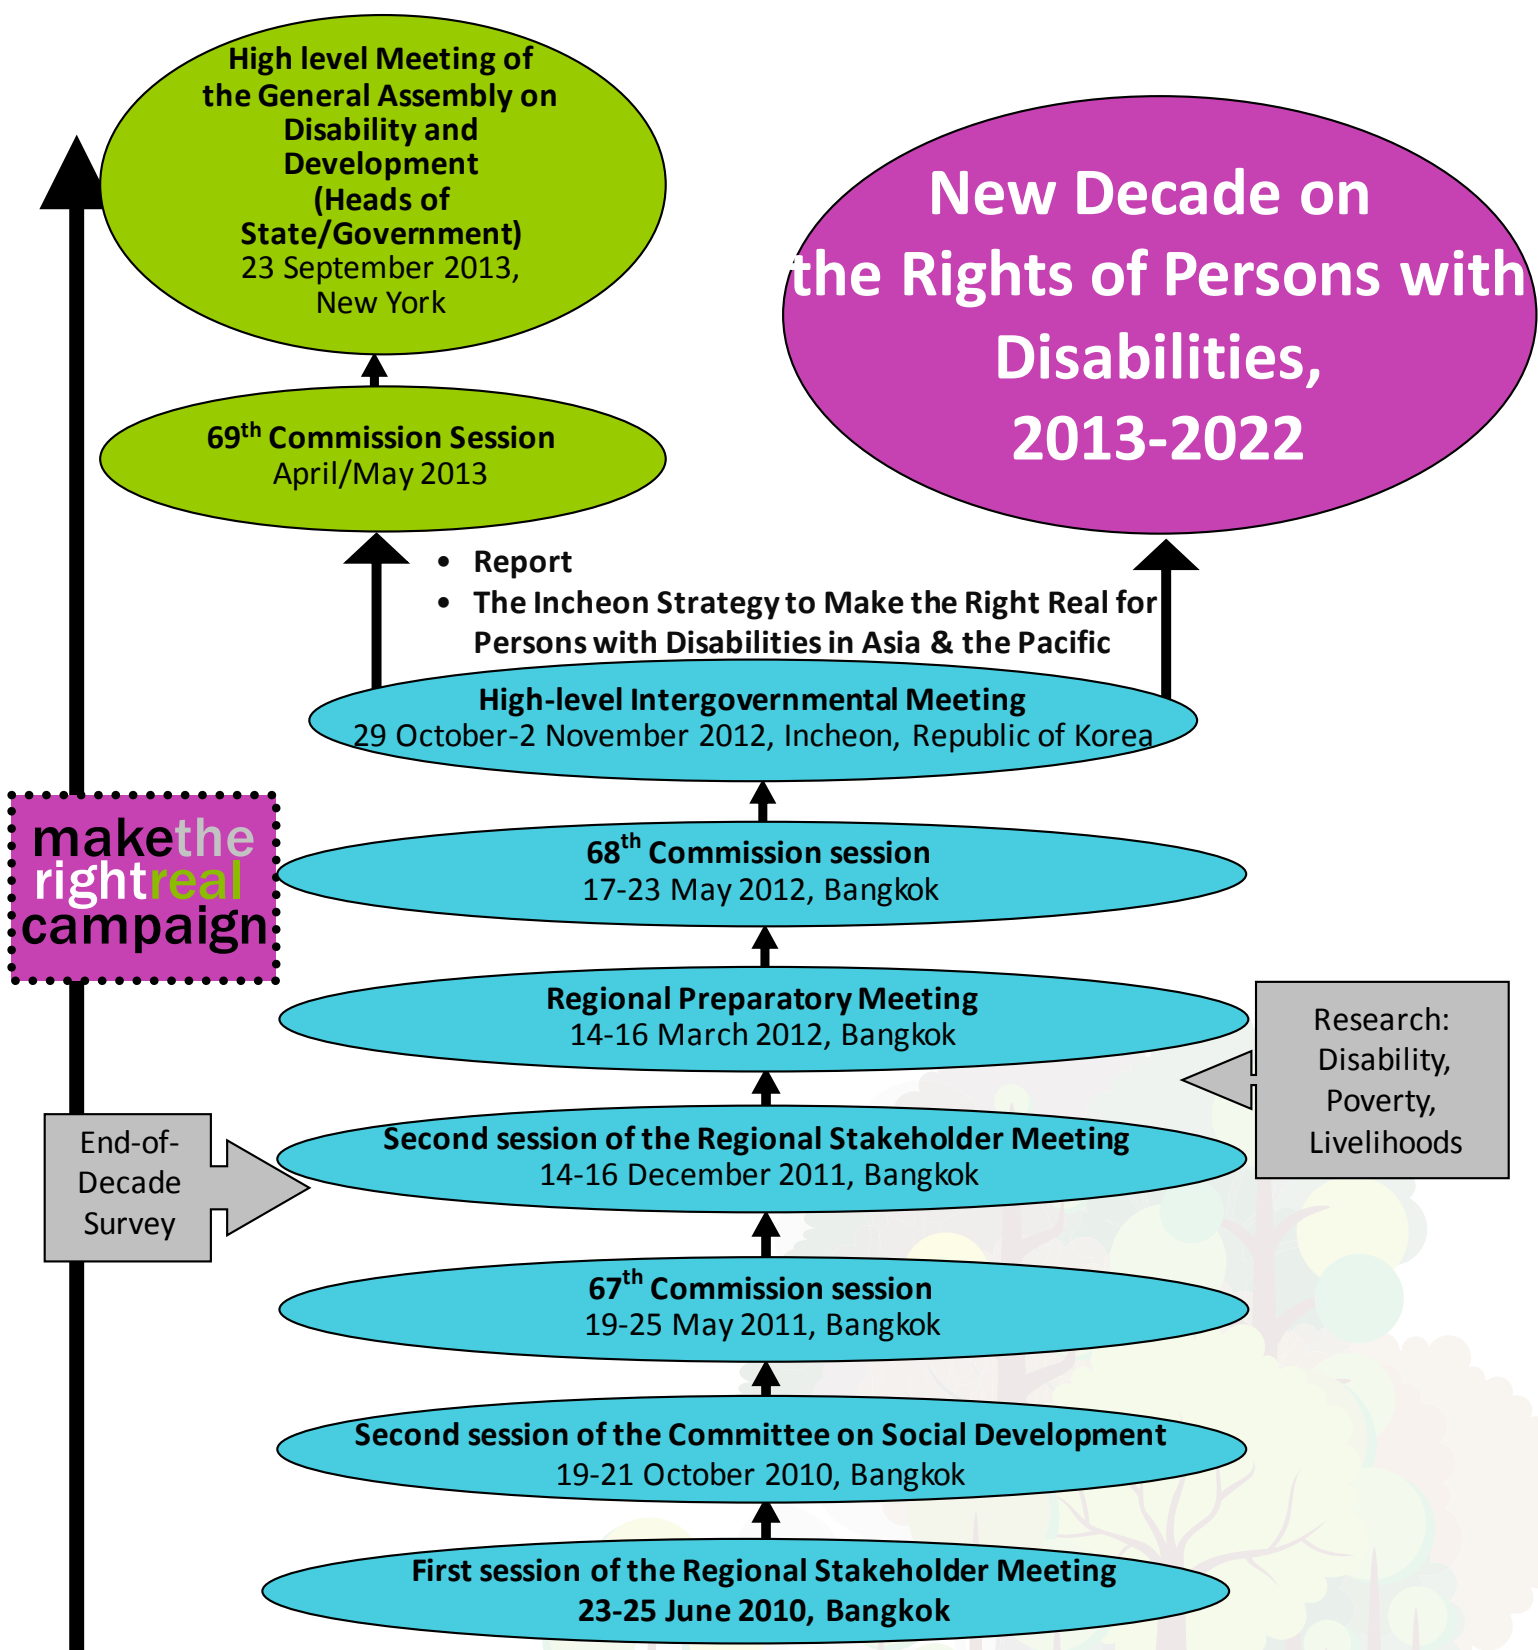 High level Meeting of
the General Assembly on
Disability and
Development
(Heads of
State/Government)
23 September 2013,
New York
New Decade on
the Rights of Persons with
Disabilities,
2013-2022
69th Commission Session
April/May 2013
• Report
• The Incheon Strategy to Make the Right Real for
Persons with Disabilities in Asia & the Pacific
High-level Intergovernmental Meeting
29 October-2 November 2012, Incheon, Republic of Korea
makethe
rightreal
campaign
68th Commission session
17-23 May 2012, Bangkok
Regional Preparatory Meeting
14-16 March 2012, Bangkok
Research:
Disability,
Poverty,
Livelihoods
End-of-
Decade
Survey
Second session of the Regional Stakeholder Meeting
14-16 December 2011, Bangkok
67th Commission session
19-25 May 2011, Bangkok
Second session of the Committee on Social Development
19-21 October 2010, Bangkok
First session of the Regional Stakeholder Meeting
23-25 June 2010, Bangkok